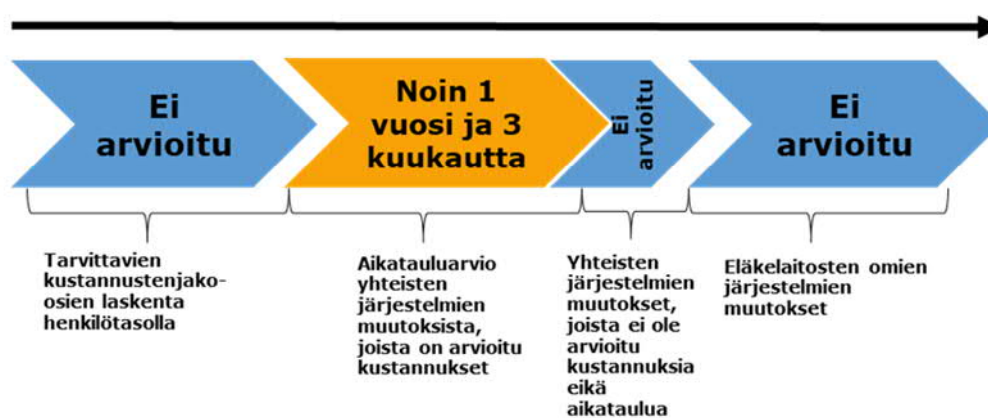 Ei
arvioitu
Noin 1
vuosi ja 3
kuukautta
Ei
arvioitu
Ei
arvioitu
Tarvittavien
kustannustenjako-
osien laskenta
henkilötasolla
Aikatauluarvio
yhteisten
järjestelmien
muutoksista,
joista on arvioitu
kustannukset
Yhteisten
järjestelmien
muutokset,
joista ei ole
arvioitu
kustannuksia
eikä
aikataulua
Eläkelaitosten omien
järjestelmien
muutokset